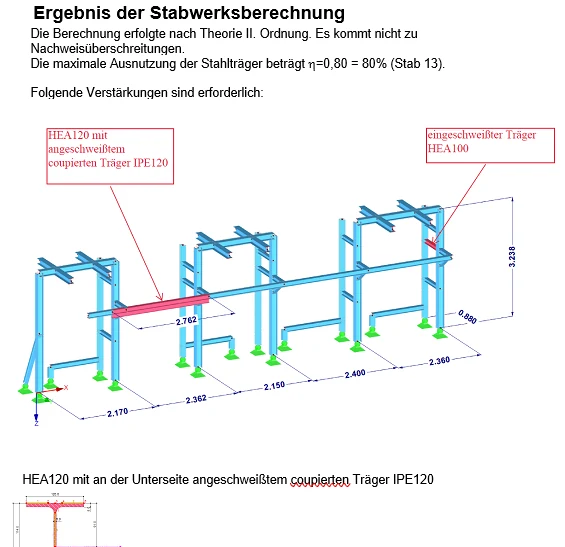 Ergebnis der Stabwerksberechnung
Die Berechnung erfolgte nach Theorie II. Ordnung. Es kommt nicht zu
Nachweisüberschreitungen.
Die maximale Ausnutzung der Stahlträger beträgt η=0,80 = 80% (Stab 13).
Folgende Verstärkungen sind erforderlich:
HEA120 mit
angeschweißtem
coupierten Träger IPE120
eingeschweißter Träger
HEA100
3.238
0.880
2.762
2.360
2.400
2.150
2.362
2.170
X
Z
HEA120 mit an der Unterseite angeschweißtem coupierten Träger IPE120